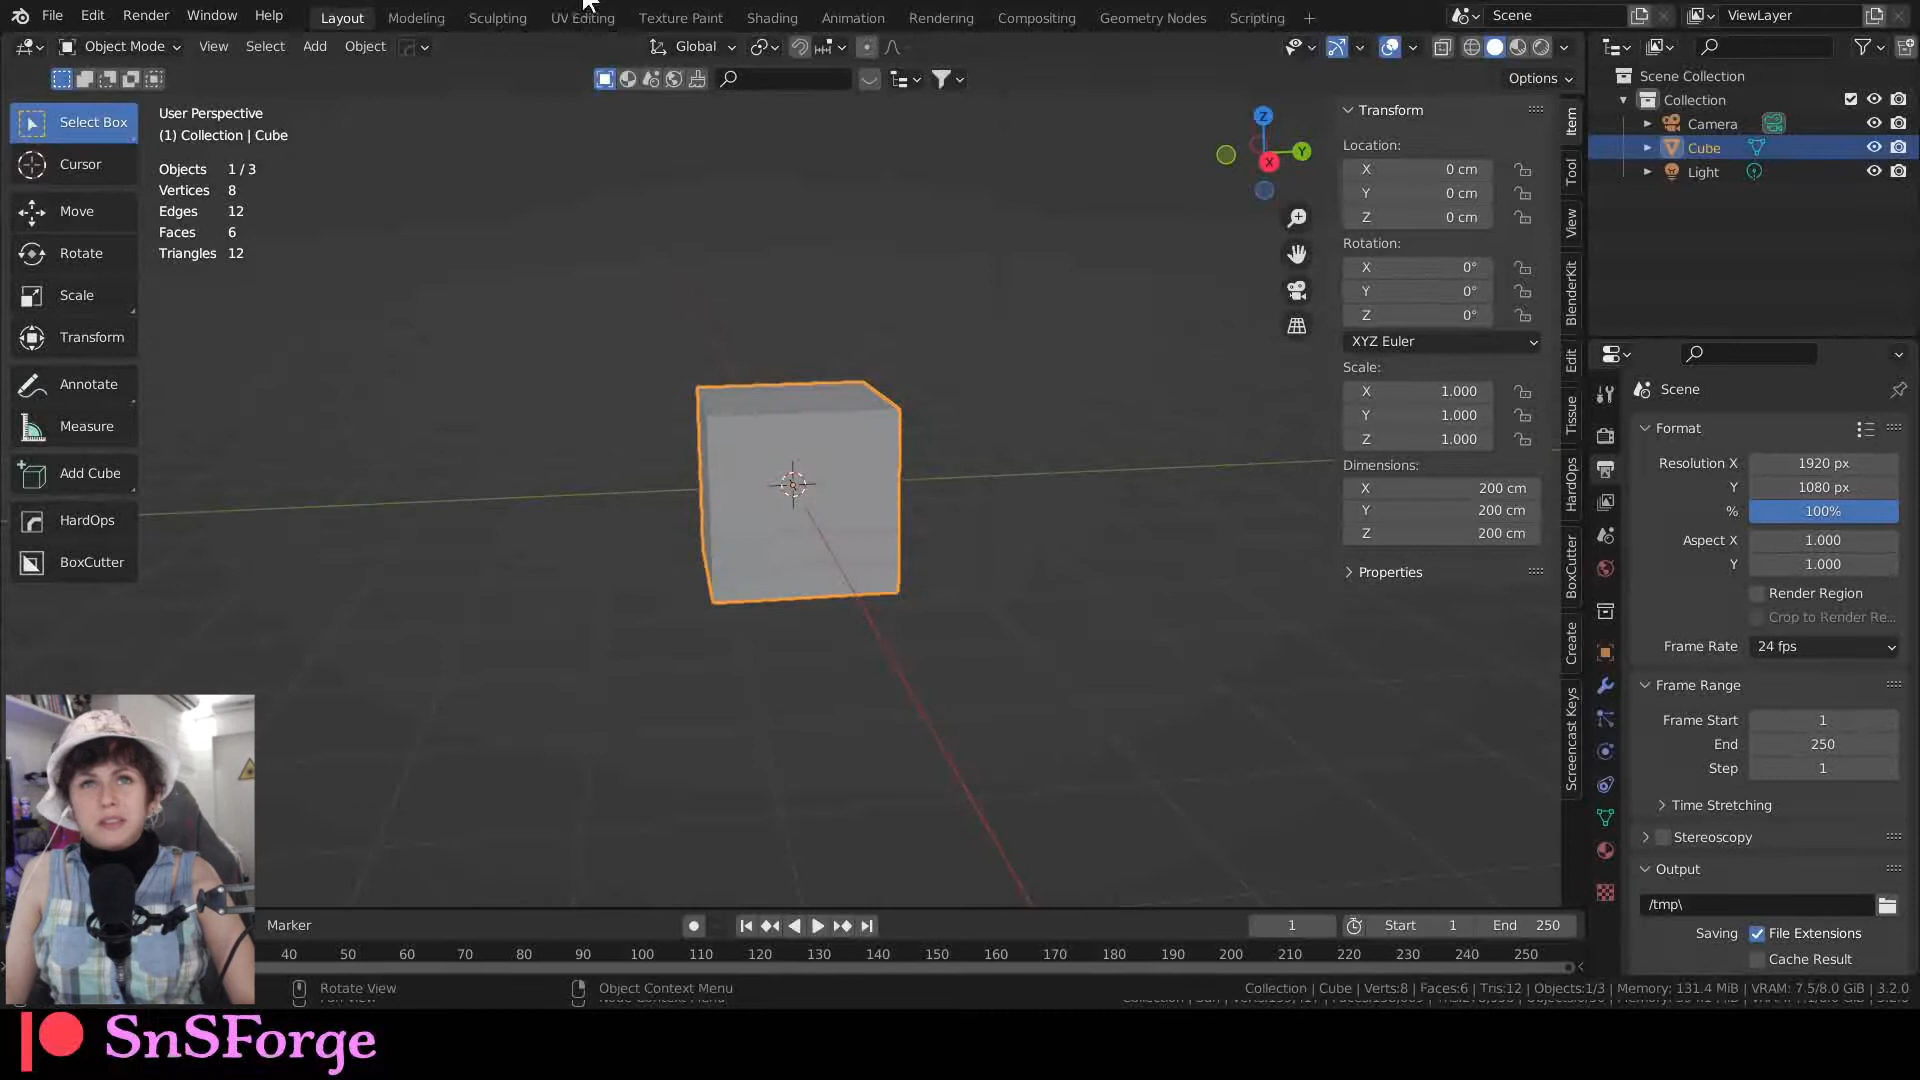 File Edit Render Window Help
Layout Modeling Sculpting UV Editing Texture Paint Shading Animation Rendering Compositing Geometry Nodes Scripting +
Scene
ViewLayer
Object Mode View Select Add Object
Global
Options
Select Box
Cursor
Move
Rotate
Scale
Transform
Annotate
Measure
Add Cube
HardOps
BoxCutter
User Perspective
(1) Collection | Cube
Objects 1 / 3
Vertices 8
Edges 12
Faces 6
Triangles 12
Z
Y
X
Transform
Location:
X 0 cm
Y 0 cm
Z 0 cm
Rotation:
X 0°
Y 0°
Z 0°
XYZ Euler
Scale:
X 1.000
Y 1.000
Z 1.000
Dimensions:
X 200 cm
Y 200 cm
Z 200 cm
Properties
Item
Tool
View
BlenderKit
Edit
Tissue
HardOps
BoxCutter
Create
Screencast Keys
Scene Collection
Collection
Camera
Cube
Light
Scene
Format
Resolution X 1920 px
Y 1080 px
% 100%
Aspect X 1.000
Y 1.000
Render Region
Crop to Render Re...
Frame Rate 24 fps
Frame Range
Frame Start 1
End 250
Step 1
Time Stretching
Stereoscopy
Output
/tmp\
Saving File Extensions
Cache Result
Marker
1 Start 1 End 250
40 50 60 70 80 90 100 110 120 130 140 150 160 170 180 190 200 210 220 230 240 250
Rotate View
Object Context Menu
Collection | Cube | Verts:8 | Faces:6 | Tris:12 | Objects:1/3 | Memory: 131.4 MiB | VRAM: 7.5/8.0 GiB | 3.2.0
SnSForge